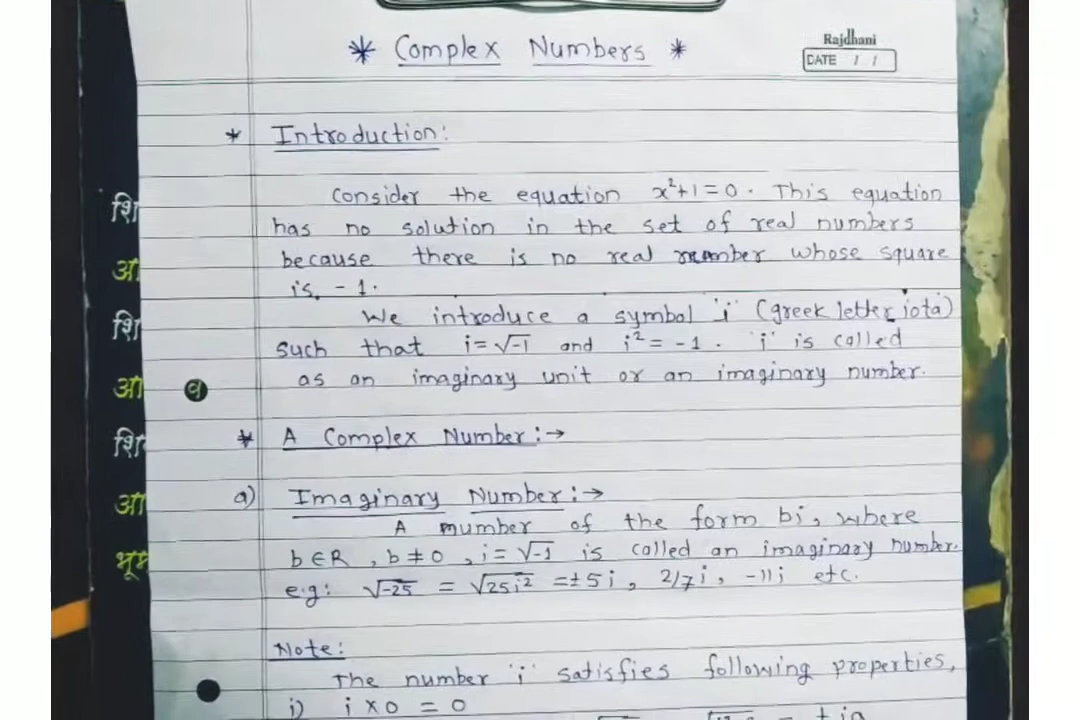 * Complex Numbers *
Rajdhani
DATE / /
* Introduction:
Consider the equation x²+1=0. This equation
has no solution in the set of real numbers
because there is no real number whose square
is -1.
We introduce a symbol 'i' (greek letter iota)
such that i=√-1 and i²=-1. 'i' is called
as an imaginary unit or an imaginary number.
* A Complex Number:→
a) Imaginary Number:→
A number of the form bi, where
b∈R, b≠0, i=√-1 is called an imaginary number.
e.g: √-25 = √25i² =±5i, 2/7i, -11i etc.
Note:
The number 'i' satisfies following properties,
i) i×0 = 0
शि
अ
शि
आ
शि
आ
भूम